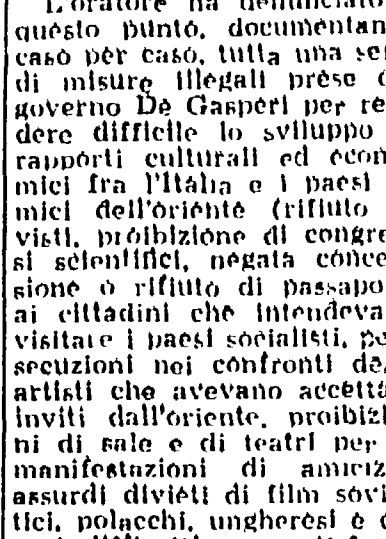 L'oratore ha denunciato
questo punto, documentan
caso per caso, tutta una se
di misure illegali prese
governo De Gasperi per re
dere difficile lo sviluppo
rapporti culturali ed econ
mici fra l'Italia e i paesi
mici dell'oriente (rifiuto
visti, proibizione di congre
si scientifici, negata conce
sione o rifiuto di passapo
ai cittadini che intendeva
visitare i paesi socialisti, pe
secuzioni nei confronti de
artisti che avevano accetta
inviti dall'oriente, proibizi
ni di sale e di teatri per
manifestazioni di amiciz
assurdi divieti di film sovi
tici, polacchi, ungheresi e